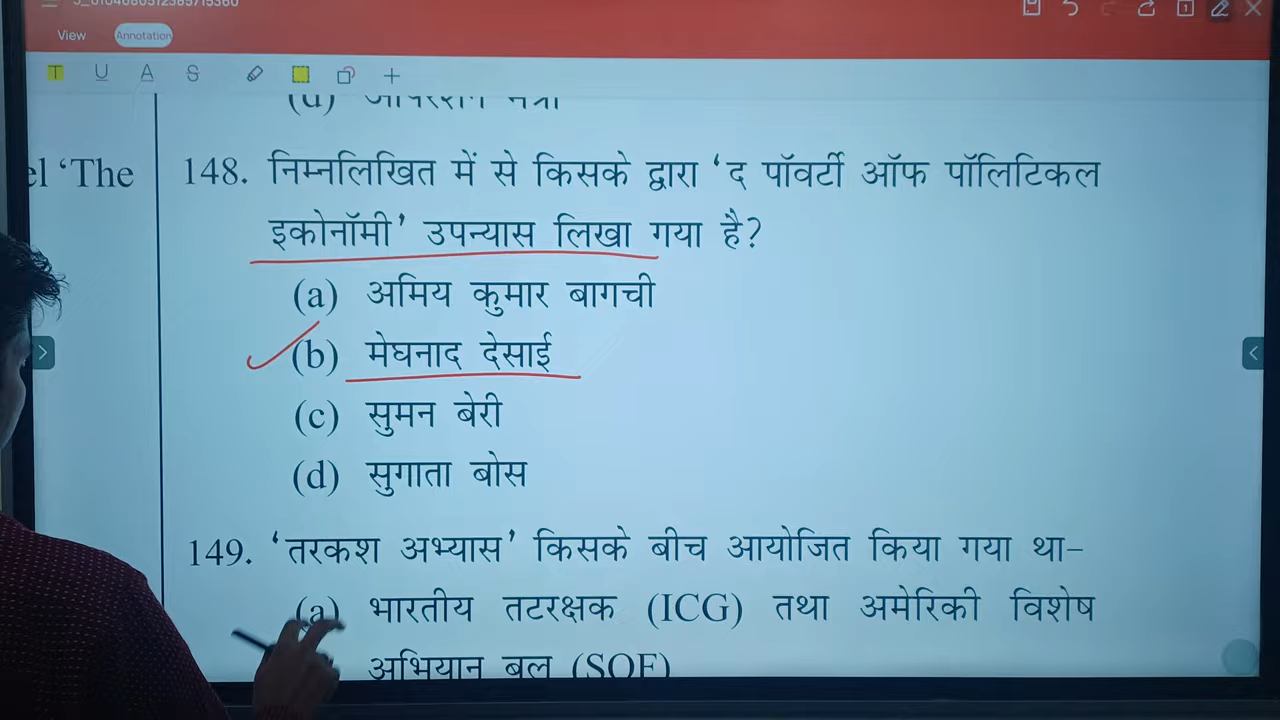 View Annotation
T U A S
el ‘The
148. निम्नलिखित में से किसके द्वारा ‘द पॉवर्टी ऑफ पॉलिटिकल
इकोनॉमी’ उपन्यास लिखा गया है?
(a) अमिय कुमार बागची
(b) मेघनाद देसाई
(c) सुमन बेरी
(d) सुगाता बोस
149. ‘तरकश अभ्यास’ किसके बीच आयोजित किया गया था–
(a) भारतीय तटरक्षक (ICG) तथा अमेरिकी विशेष
अभियान बल (SOF)